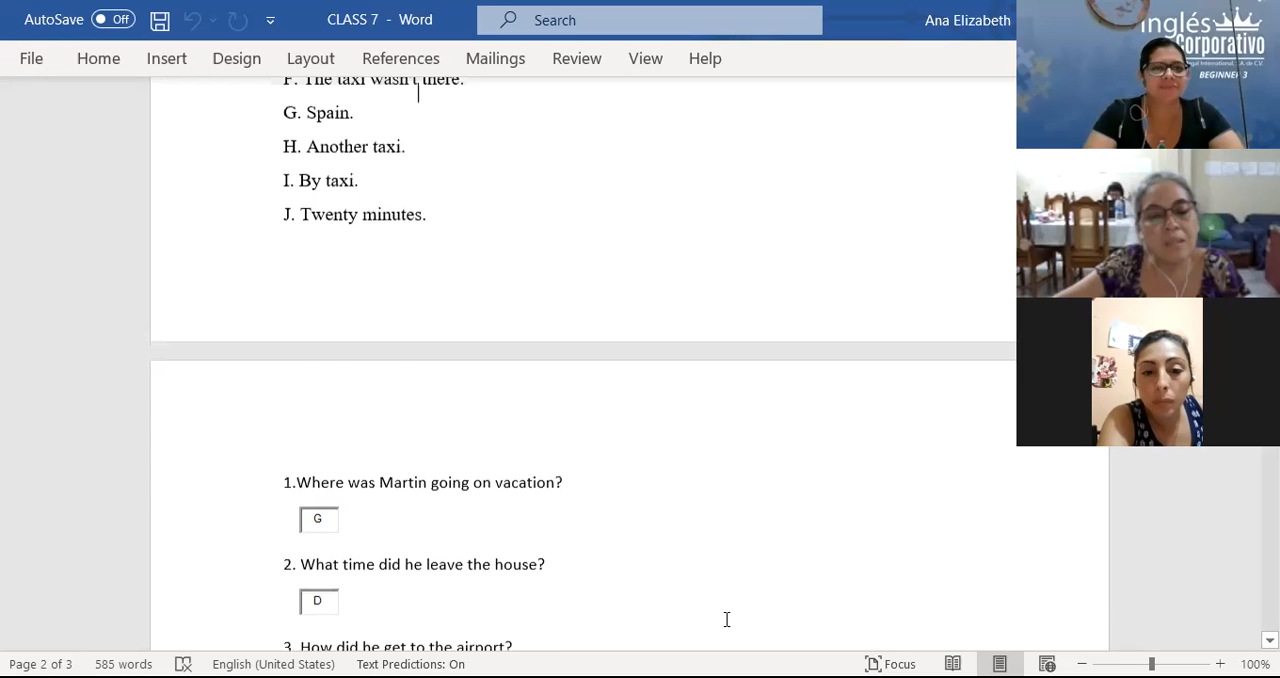 AutoSave Off CLASS 7 - Word Search Ana Elizabeth
File Home Insert Design Layout References Mailings Review View Help
F. The taxi wasn't there.
G. Spain.
H. Another taxi.
I. By taxi.
J. Twenty minutes.
1.Where was Martin going on vacation?
G
2. What time did he leave the house?
D
3. How did he get to the airport?
Page 2 of 3 585 words English (United States) Text Predictions: On Focus 100%
inglés
Corporativo
BEGINNER 3